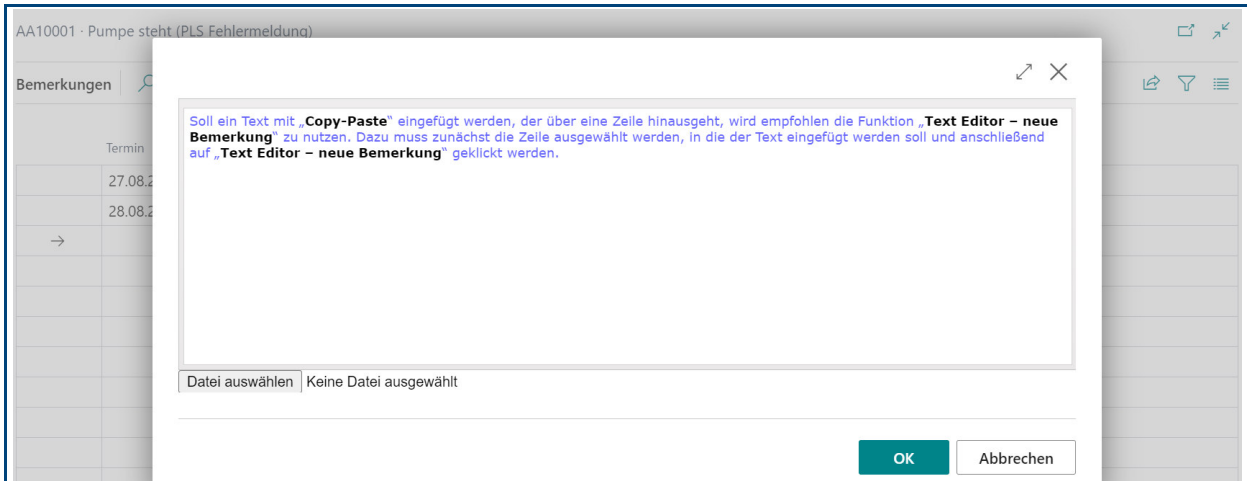 AA10001 · Pumpe steht (PLS Fehlermeldung)
Bemerkungen
Soll ein Text mit „Copy-Paste“ eingefügt werden, der über eine Zeile hinausgeht, wird empfohlen die Funktion „Text Editor – neue
Bemerkung“ zu nutzen. Dazu muss zunächst die Zeile ausgewählt werden, in die der Text eingefügt werden soll und anschließend
auf „Text Editor – neue Bemerkung“ geklickt werden.
Termin
27.08.2
28.08.2
Datei auswählen Keine Datei ausgewählt
OK Abbrechen